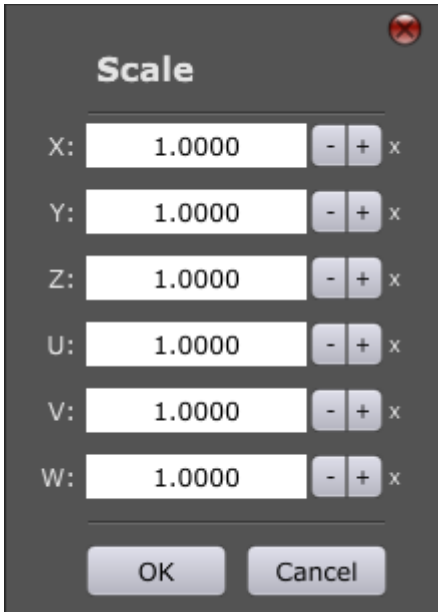 Scale
X: 1.0000 - + x
Y: 1.0000 - + x
Z: 1.0000 - + x
U: 1.0000 - + x
V: 1.0000 - + x
W: 1.0000 - + x
OK Cancel